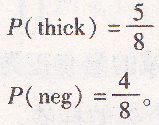 P(thick) = 5/8
P(neg) = 4/8。